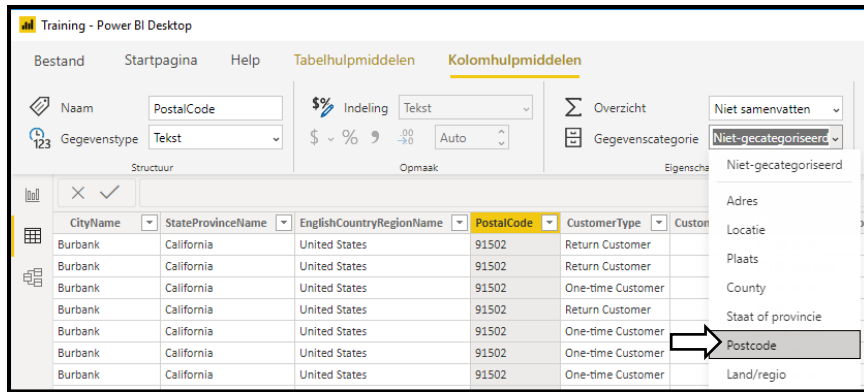 Training - Power BI Desktop
Bestand Startpagina Help Tabelhulpmiddelen Kolomhulpmiddelen
Naam PostalCode $% Indeling Tekst Σ Overzicht Niet samenvatten
123 Gegevenstype Tekst $ % 9 .00 →0 Auto Gegevenscategorie Niet-gecategoriseerd
Structuur Opmaak Eigenscha
Niet-gecategoriseerd
Adres
Locatie
Plaats
County
Staat of provincie
Postcode
Land/regio
CityName StateProvinceName EnglishCountryRegionName PostalCode CustomerType Custon
Burbank California United States 91502 Return Customer
Burbank California United States 91502 Return Customer
Burbank California United States 91502 One-time Customer
Burbank California United States 91502 Return Customer
Burbank California United States 91502 One-time Customer
Burbank California United States 91502 One-time Customer
Burbank California United States 91502 One-time Customer